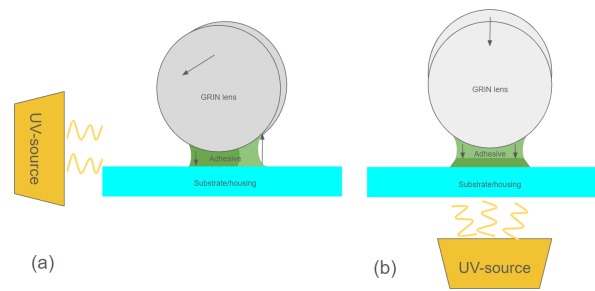 GRIN lens
UV-source
Adhesive
Substrate/housing
(a)
GRIN lens
Adhesive
Substrate/housing
UV-source
(b)